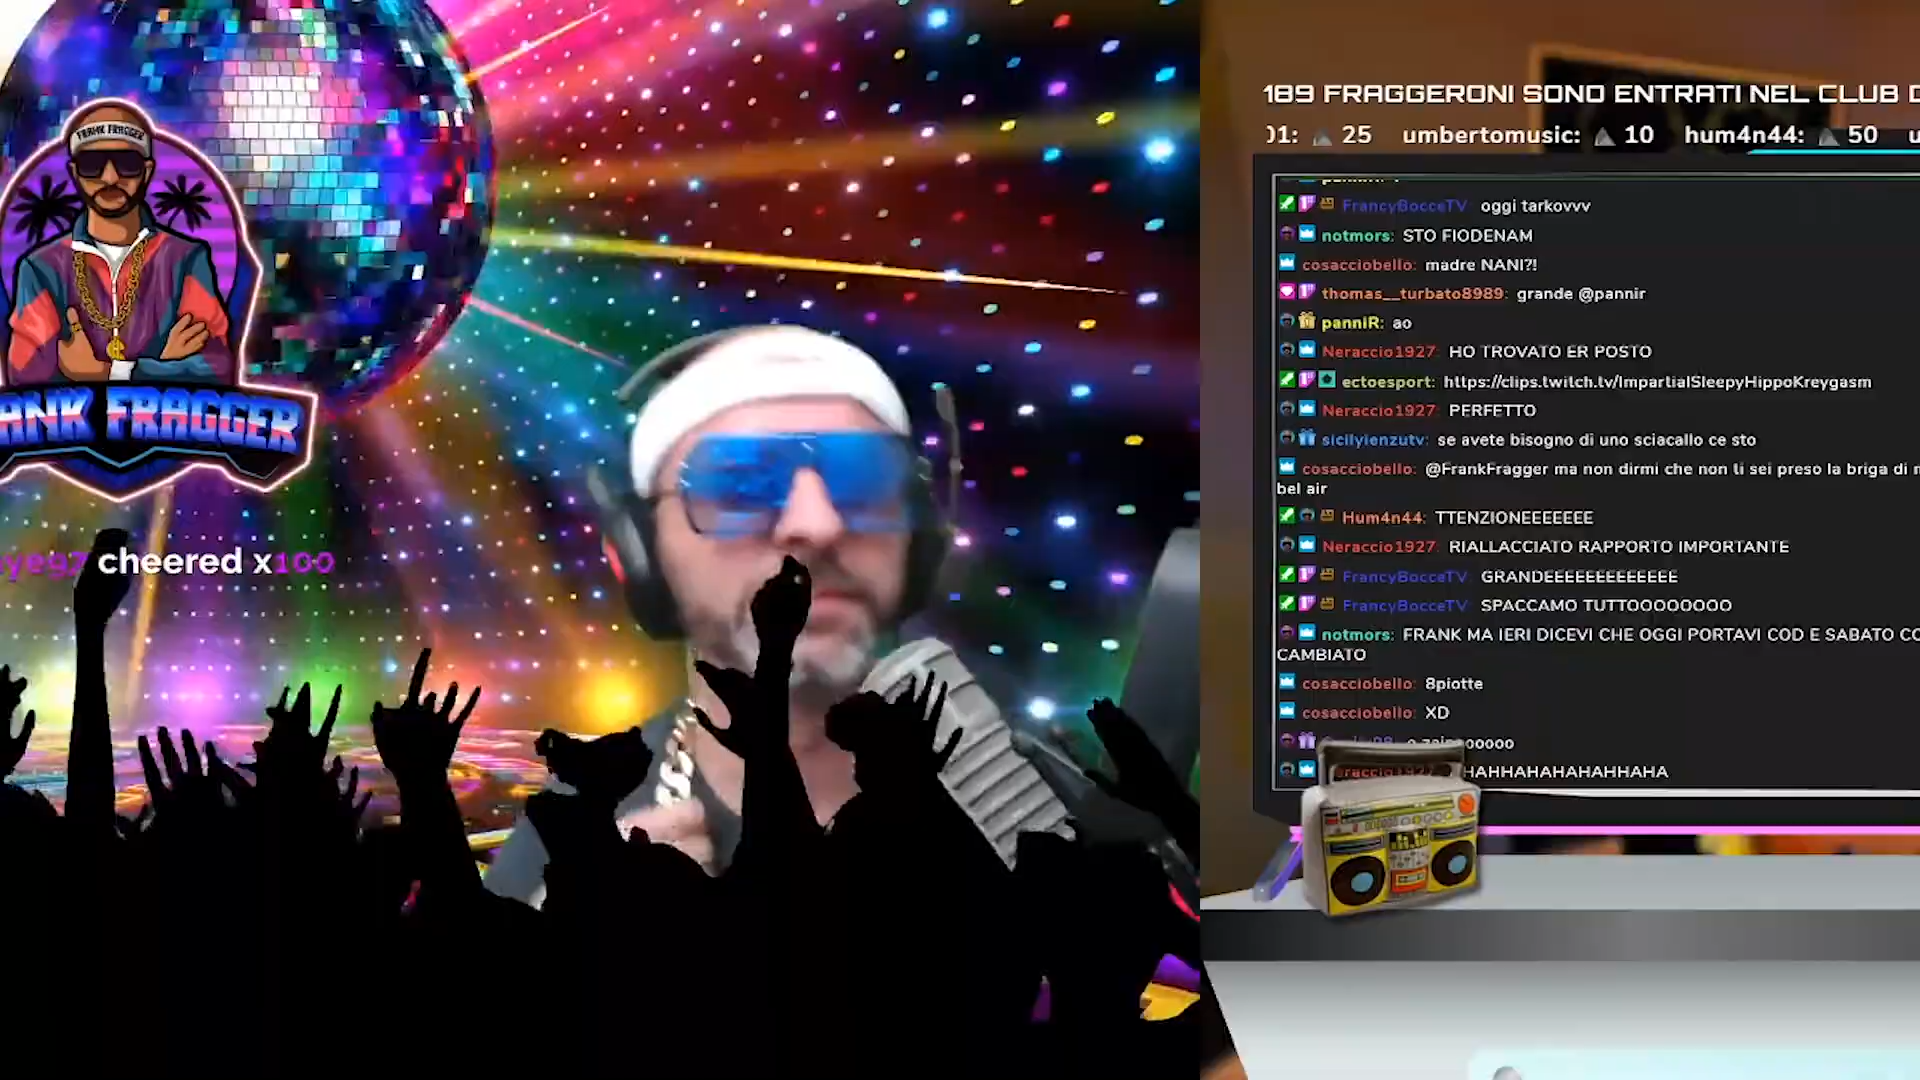 FRANK FRAGGER
ANK FRAGGER
cheered x100
189 FRAGGERONI SONO ENTRATI NEL CLUB
01: 25 umbertomusic: 10 hum4n44: 50
FrancyBocceTV oggi tarkovvv
notmors: STO FIODENAM
cosacciobello: madre NANI?!
thomas__turbato8989: grande @pannir
panniR: ao
Neraccio1927: HO TROVATO ER POSTO
ectoesport: https://clips.twitch.tv/ImpartialSleepyHippoKreygasm
Neraccio1927: PERFETTO
sicilyienzutv: se avete bisogno di uno sciacallo ce sto
cosacciobello: @FrankFragger ma non dirmi che non ti sei preso la briga di
bel air
Hum4n44: TTENZIONEEEEEEE
Neraccio1927: RIALLACCIATO RAPPORTO IMPORTANTE
FrancyBocceTV GRANDEEEEEEEEEEEEE
FrancyBocceTV SPACCAMO TUTTOOOOOOOO
notmors: FRANK MA IERI DICEVI CHE OGGI PORTAVI COD E SABATO
CAMBIATO
cosacciobello: 8piotte
cosacciobello: XD
HAHHAHAHAHAHHAHA